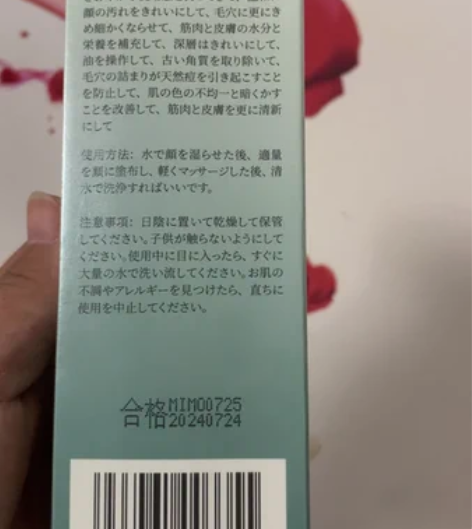 顔の汚れをきれいにして、毛穴に更にき
め細かくならせて、筋肉と皮膚の水分と
栄養を補充して、深層はきれいにして、
油を操作して、古い角質を取り除いて、
毛穴の詰まりが天然痘を引き起こすこと
を防止して、肌の色の不均一と暗くかす
ことを改善して、筋肉と皮膚を更に清新
にして
使用方法: 水で顔を湿らせた後、適量
を顔に塗布し、軽くマッサージした後、清
水で洗浄すればいいです。
注意事項: 日陰に置いて乾燥して保管
してください。子供が触らないようにして
ください。使用中に目に入ったら、すぐに
大量の水で洗い流してください。お肌の
不調やアレルギーを見つけたら、直ちに
使用を中止してください。
合格 MIM00725
20240724